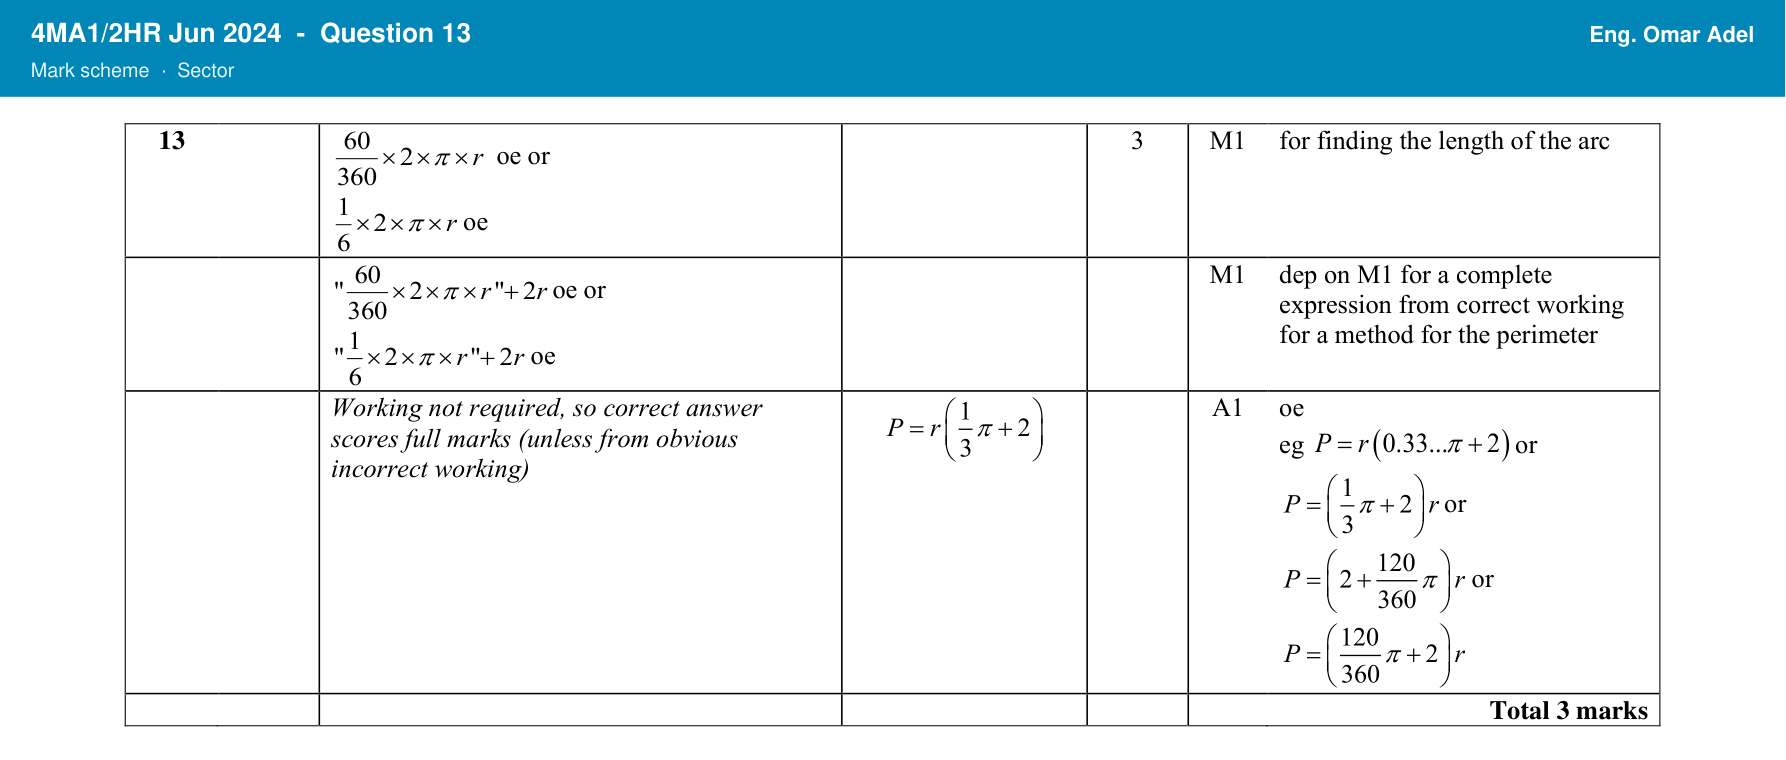 4MA1/2HR Jun 2024 - Question 13
Eng. Omar Adel
Mark scheme · Sector
13
60/360 × 2 × π × r oe or
3
M1 for finding the length of the arc
1/6 × 2 × π × r oe
"60/360 × 2 × π × r"+ 2r oe or
"1/6 × 2 × π × r"+ 2r oe
M1 dep on M1 for a complete
expression from correct working
for a method for the perimeter
Working not required, so correct answer
scores full marks (unless from obvious
incorrect working)
P = r(1/3 π + 2)
A1 oe
eg P = r(0.33...π + 2) or
P = (1/3 π + 2) r or
P = (2 + 120/360 π) r or
P = (120/360 π + 2) r
Total 3 marks